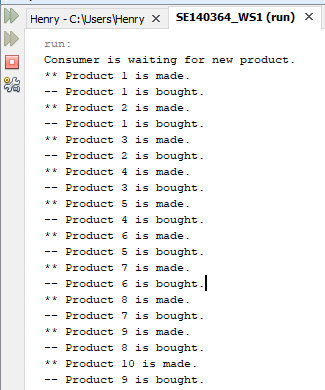 Henry - C:\Users\Henry
SE140364_WS1 (run)
run:
Consumer is waiting for new product.
** Product 1 is made.
-- Product 1 is bought.
** Product 2 is made.
-- Product 1 is bought.
** Product 3 is made.
-- Product 2 is bought.
** Product 4 is made.
-- Product 3 is bought.
** Product 5 is made.
-- Product 4 is bought.
** Product 6 is made.
-- Product 5 is bought.
** Product 7 is made.
-- Product 6 is bought.
** Product 8 is made.
-- Product 7 is bought.
** Product 9 is made.
-- Product 8 is bought.
** Product 10 is made.
-- Product 9 is bought.